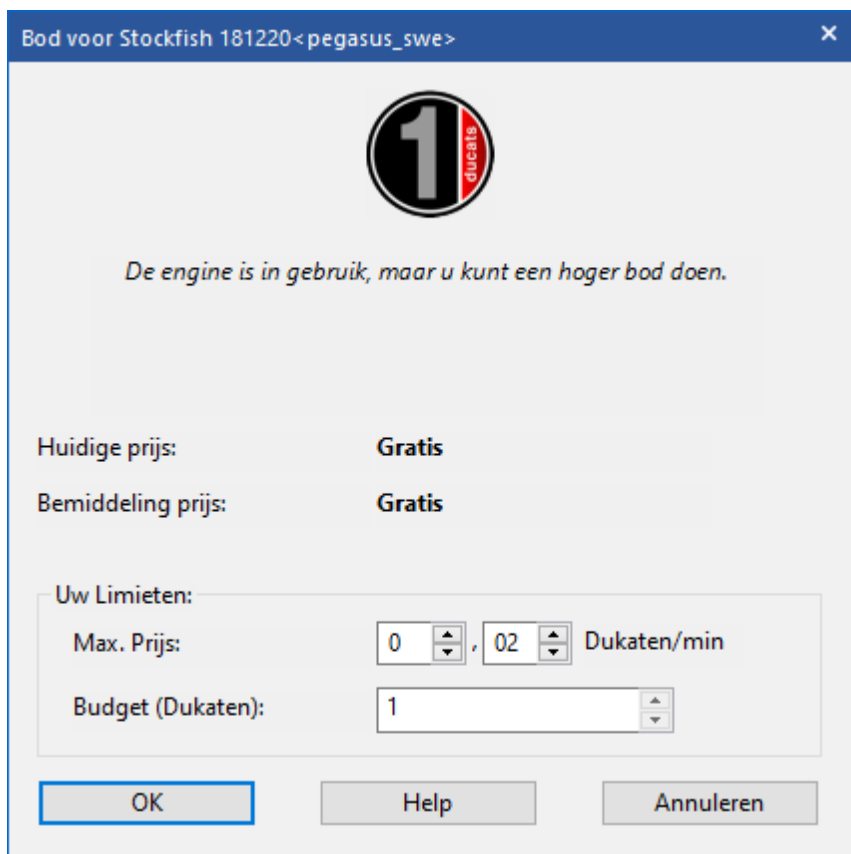 Bod voor Stockfish 181220<pegasus_swe>
1 ducats
De engine is in gebruik, maar u kunt een hoger bod doen.
Huidige prijs: Gratis
Bemiddeling prijs: Gratis
Uw Limieten:
Max. Prijs: 0 , 02 Dukaten/min
Budget (Dukaten): 1
OK Help Annuleren